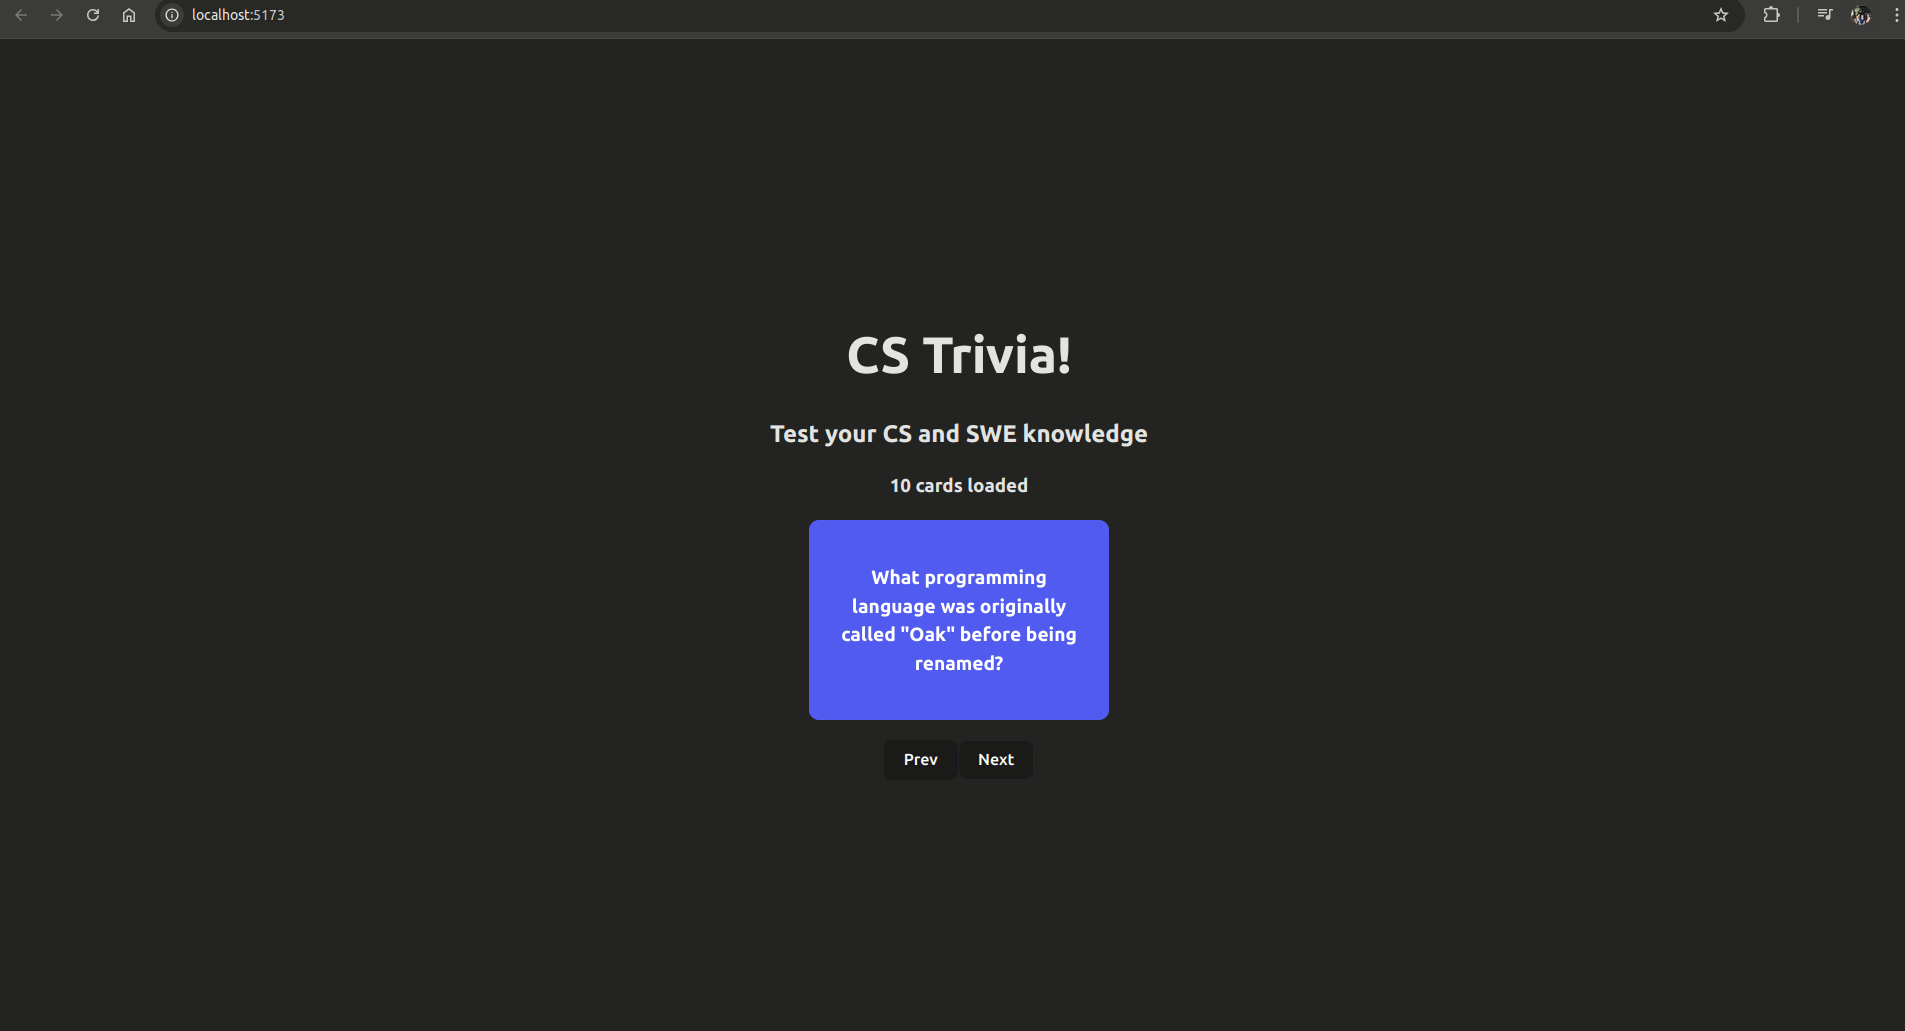 localhost:5173
CS Trivia!
Test your CS and SWE knowledge
10 cards loaded
What programming
language was originally
called "Oak" before being
renamed?
Prev Next